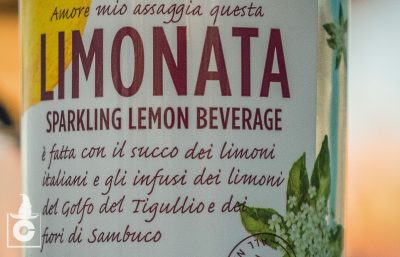 Amore mio assaggia questa
LIMONATA
SPARKLING LEMON BEVERAGE
è fatta con il succo dei limoni
italiani e gli infusi dei limoni
del Golfo del Tigullio e dei
fiori di Sambuco